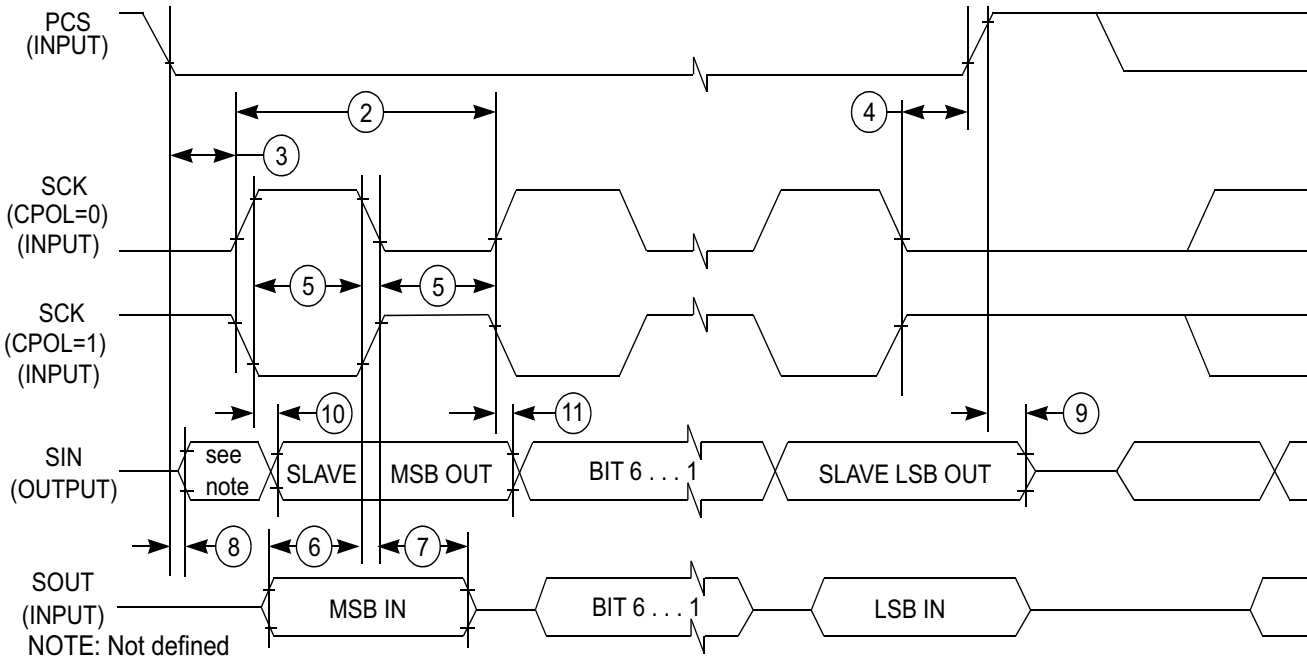 PCS
(INPUT)
2
4
3
SCK
(CPOL=0)
(INPUT)
5
5
SCK
(CPOL=1)
(INPUT)
10
11
9
SIN
(OUTPUT)
see
note
SLAVE
MSB OUT
BIT 6 . . . 1
SLAVE LSB OUT
8
6
7
SOUT
(INPUT)
MSB IN
BIT 6 . . . 1
LSB IN
NOTE: Not defined